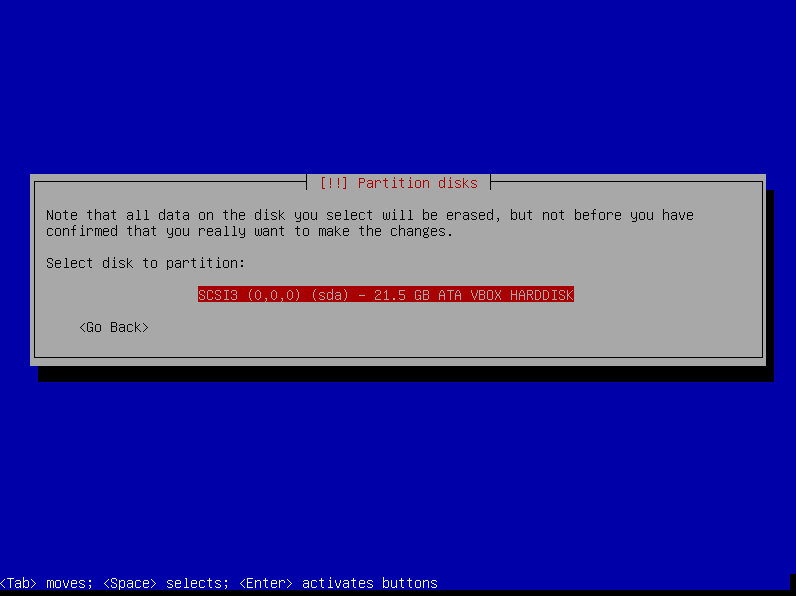 [!!] Partition disks
Note that all data on the disk you select will be erased, but not before you have
confirmed that you really want to make the changes.
Select disk to partition:
SCSI3 (0,0,0) (sda) - 21.5 GB ATA VBOX HARDDISK
<Go Back>
<Tab> moves; <Space> selects; <Enter> activates buttons